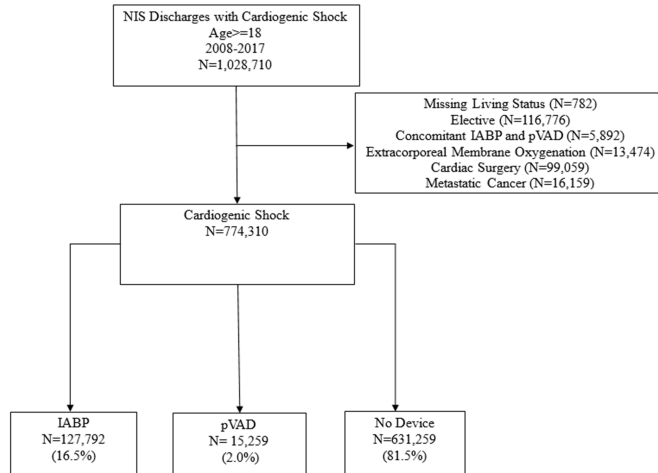 NIS Discharges with Cardiogenic Shock
Age>=18
2008-2017
N=1,028,710
Missing Living Status (N=782)
Elective (N=116,776)
Concomitant IABP and pVAD (N=5,892)
Extracorporeal Membrane Oxygenation (N=13,474)
Cardiac Surgery (N=99,059)
Metastatic Cancer (N=16,159)
Cardiogenic Shock
N=774,310
IABP
N=127,792
(16.5%)
pVAD
N= 15,259
(2.0%)
No Device
N=631,259
(81.5%)